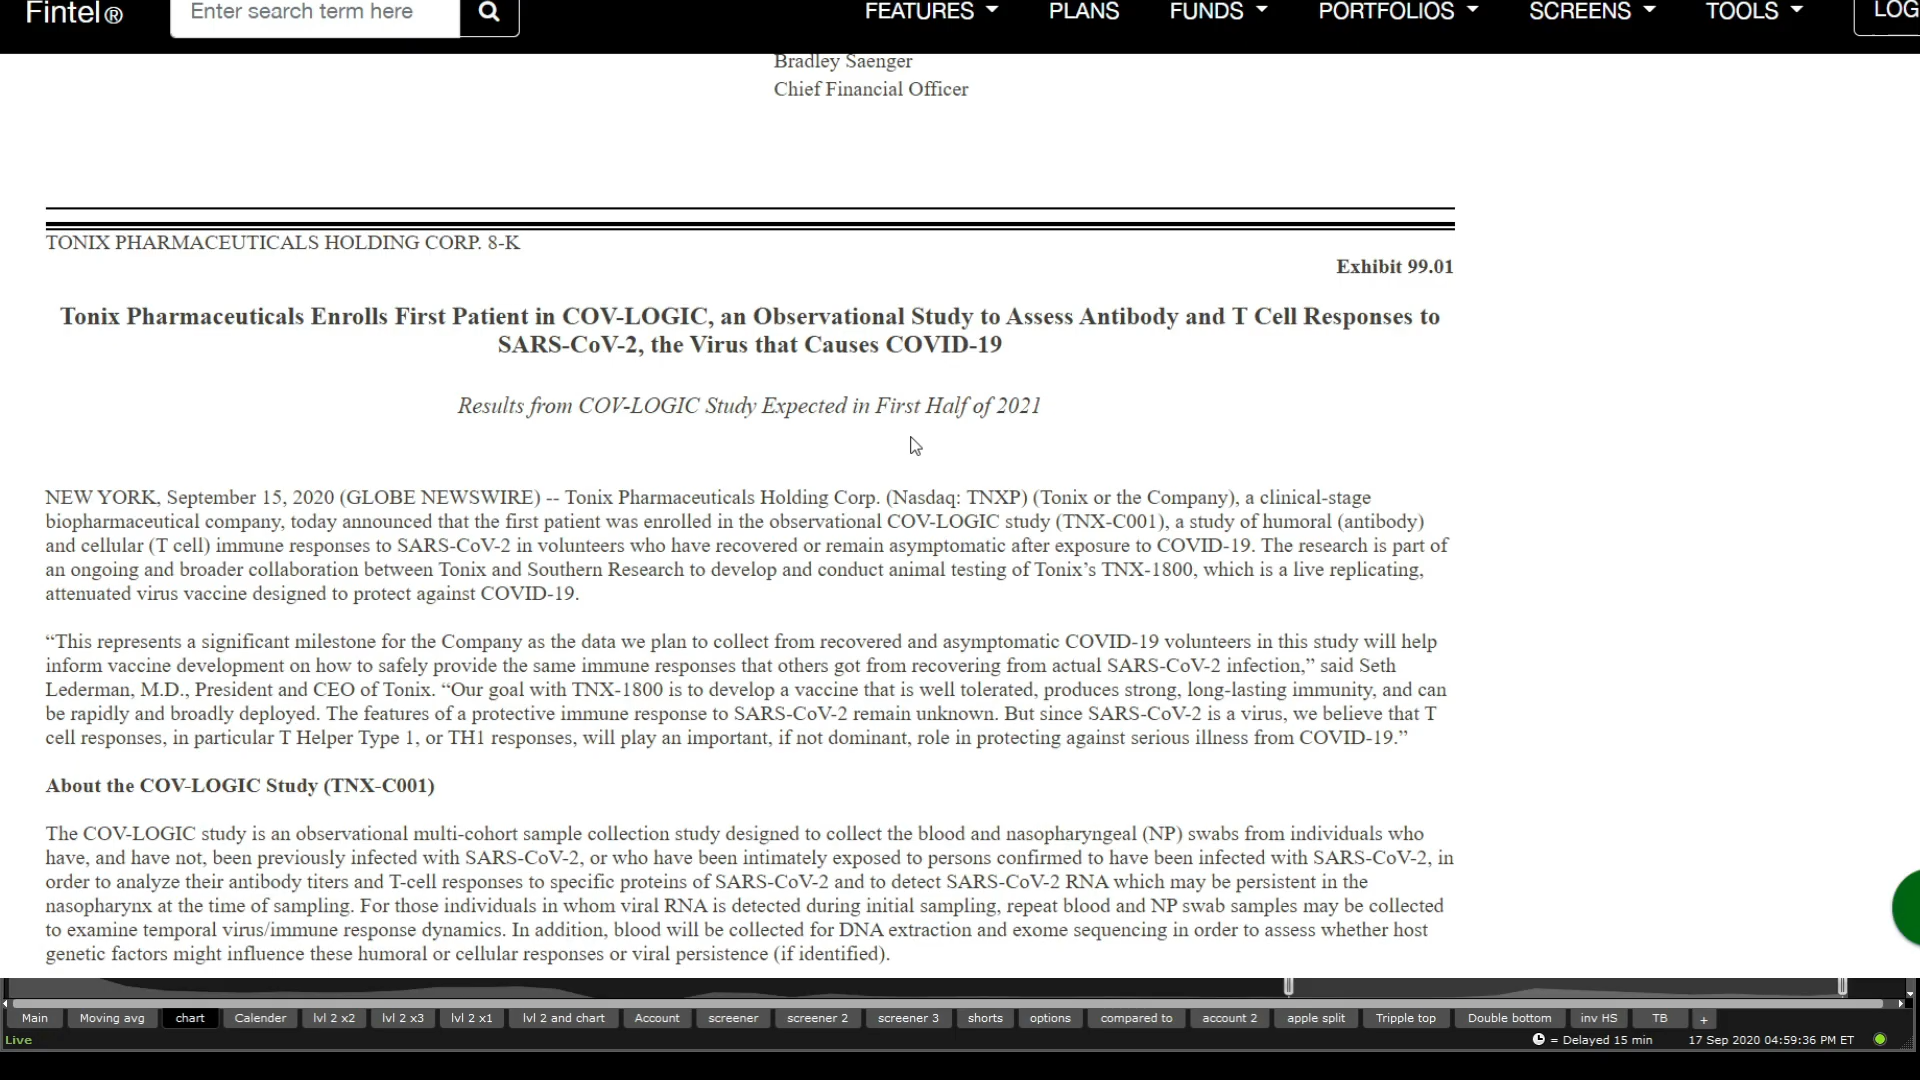 Fintel®
Enter search term here
FEATURES
PLANS
FUNDS
PORTFOLIOS
SCREENS
TOOLS
LOG
Bradley Saenger
Chief Financial Officer
TONIX PHARMACEUTICALS HOLDING CORP. 8-K
Exhibit 99.01
Tonix Pharmaceuticals Enrolls First Patient in COV-LOGIC, an Observational Study to Assess Antibody and T Cell Responses to
SARS-CoV-2, the Virus that Causes COVID-19
Results from COV-LOGIC Study Expected in First Half of 2021
NEW YORK, September 15, 2020 (GLOBE NEWSWIRE) -- Tonix Pharmaceuticals Holding Corp. (Nasdaq: TNXP) (Tonix or the Company), a clinical-stage
biopharmaceutical company, today announced that the first patient was enrolled in the observational COV-LOGIC study (TNX-C001), a study of humoral (antibody)
and cellular (T cell) immune responses to SARS-CoV-2 in volunteers who have recovered or remain asymptomatic after exposure to COVID-19. The research is part of
an ongoing and broader collaboration between Tonix and Southern Research to develop and conduct animal testing of Tonix’s TNX-1800, which is a live replicating,
attenuated virus vaccine designed to protect against COVID-19.
“This represents a significant milestone for the Company as the data we plan to collect from recovered and asymptomatic COVID-19 volunteers in this study will help
inform vaccine development on how to safely provide the same immune responses that others got from recovering from actual SARS-CoV-2 infection,” said Seth
Lederman, M.D., President and CEO of Tonix. “Our goal with TNX-1800 is to develop a vaccine that is well tolerated, produces strong, long-lasting immunity, and can
be rapidly and broadly deployed. The features of a protective immune response to SARS-CoV-2 remain unknown. But since SARS-CoV-2 is a virus, we believe that T
cell responses, in particular T Helper Type 1, or TH1 responses, will play an important, if not dominant, role in protecting against serious illness from COVID-19.”
About the COV-LOGIC Study (TNX-C001)
The COV-LOGIC study is an observational multi-cohort sample collection study designed to collect the blood and nasopharyngeal (NP) swabs from individuals who
have, and have not, been previously infected with SARS-CoV-2, or who have been intimately exposed to persons confirmed to have been infected with SARS-CoV-2, in
order to analyze their antibody titers and T-cell responses to specific proteins of SARS-CoV-2 and to detect SARS-CoV-2 RNA which may be persistent in the
nasopharynx at the time of sampling. For those individuals in whom viral RNA is detected during initial sampling, repeat blood and NP swab samples may be collected
to examine temporal virus/immune response dynamics. In addition, blood will be collected for DNA extraction and exome sequencing in order to assess whether host
genetic factors might influence these humoral or cellular responses or viral persistence (if identified).
Main
Moving avg
chart
Calender
lvl 2 x2
lvl 2 x3
lvl 2 x1
lvl 2 and chart
Account
screener
screener 2
screener 3
shorts
options
compared to
account 2
apple split
Tripple top
Double bottom
inv HS
TB
+
Live
= Delayed 15 min
17 Sep 2020 04:59:36 PM ET